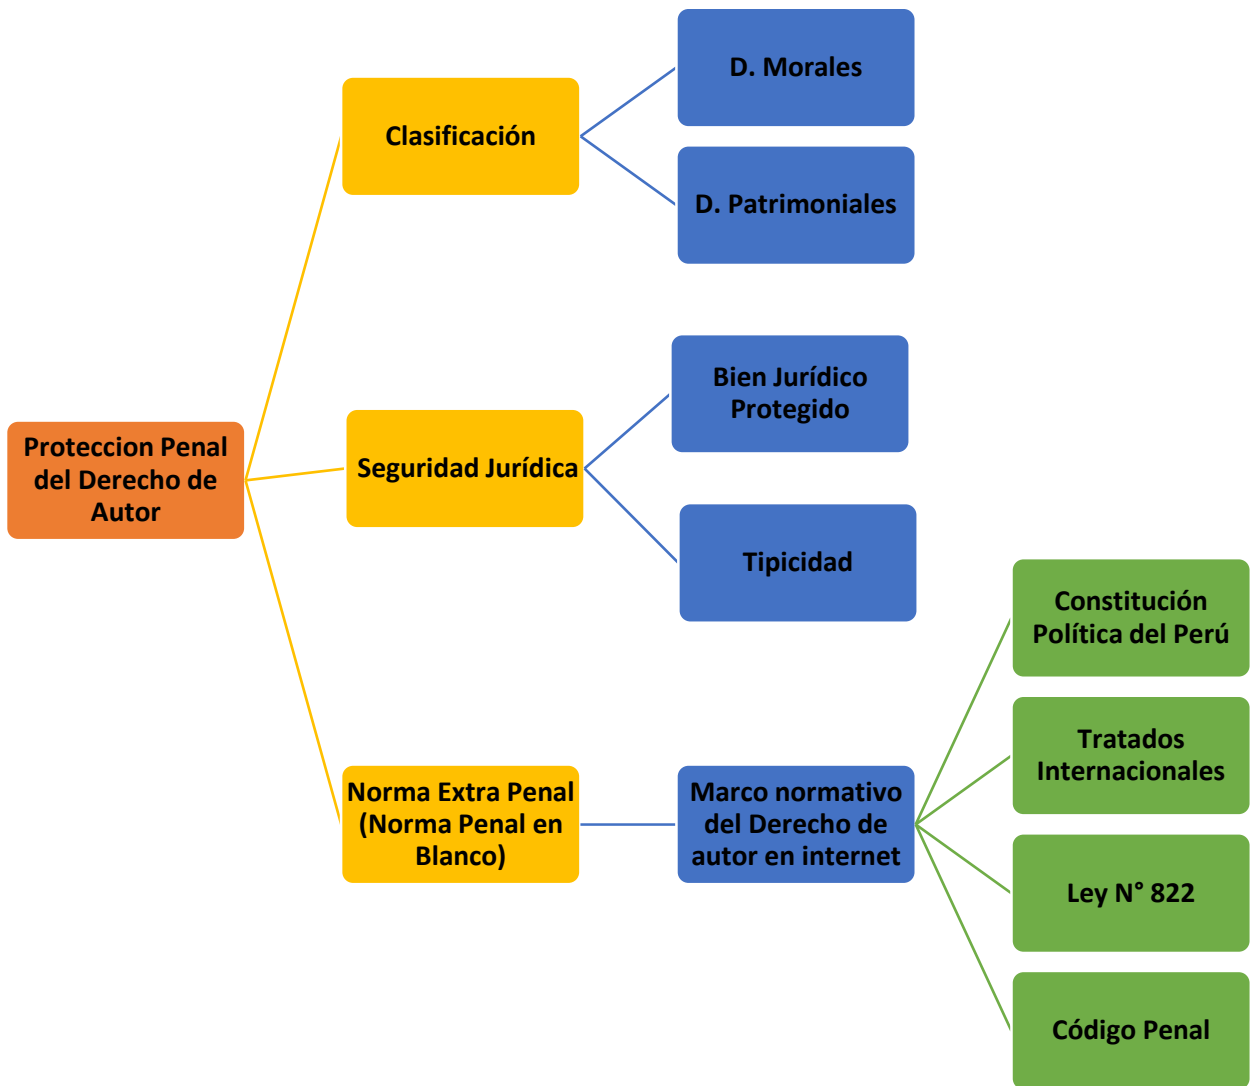 D. Morales
Clasificación
D. Patrimoniales
Bien Jurídico
Protegido
Proteccion Penal
del Derecho de
Autor
Seguridad Jurídica
Tipicidad
Constitución
Política del Perú
Tratados
Internacionales
Norma Extra Penal
(Norma Penal en
Blanco)
Marco normativo
del Derecho de
autor en internet
Ley N° 822
Código Penal